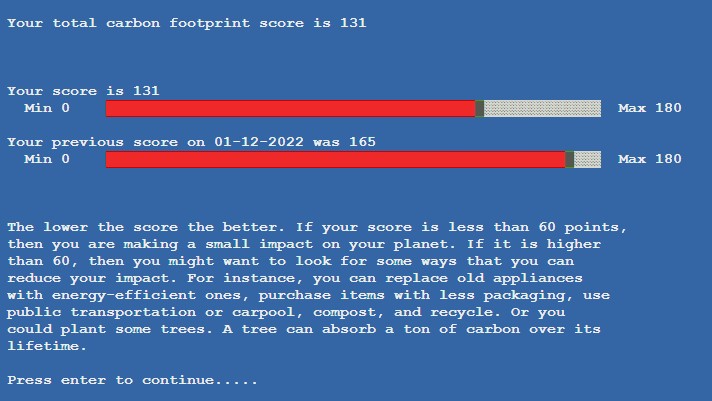 Your total carbon footprint score is 131
Your score is 131
Min 0 Max 180
Your previous score on 01-12-2022 was 165
Min 0 Max 180
The lower the score the better. If your score is less than 60 points,
then you are making a small impact on your planet. If it is higher
than 60, then you might want to look for some ways that you can
reduce your impact. For instance, you can replace old appliances
with energy-efficient ones, purchase items with less packaging, use
public transportation or carpool, compost, and recycle. Or you
could plant some trees. A tree can absorb a ton of carbon over its
lifetime.
Press enter to continue.....